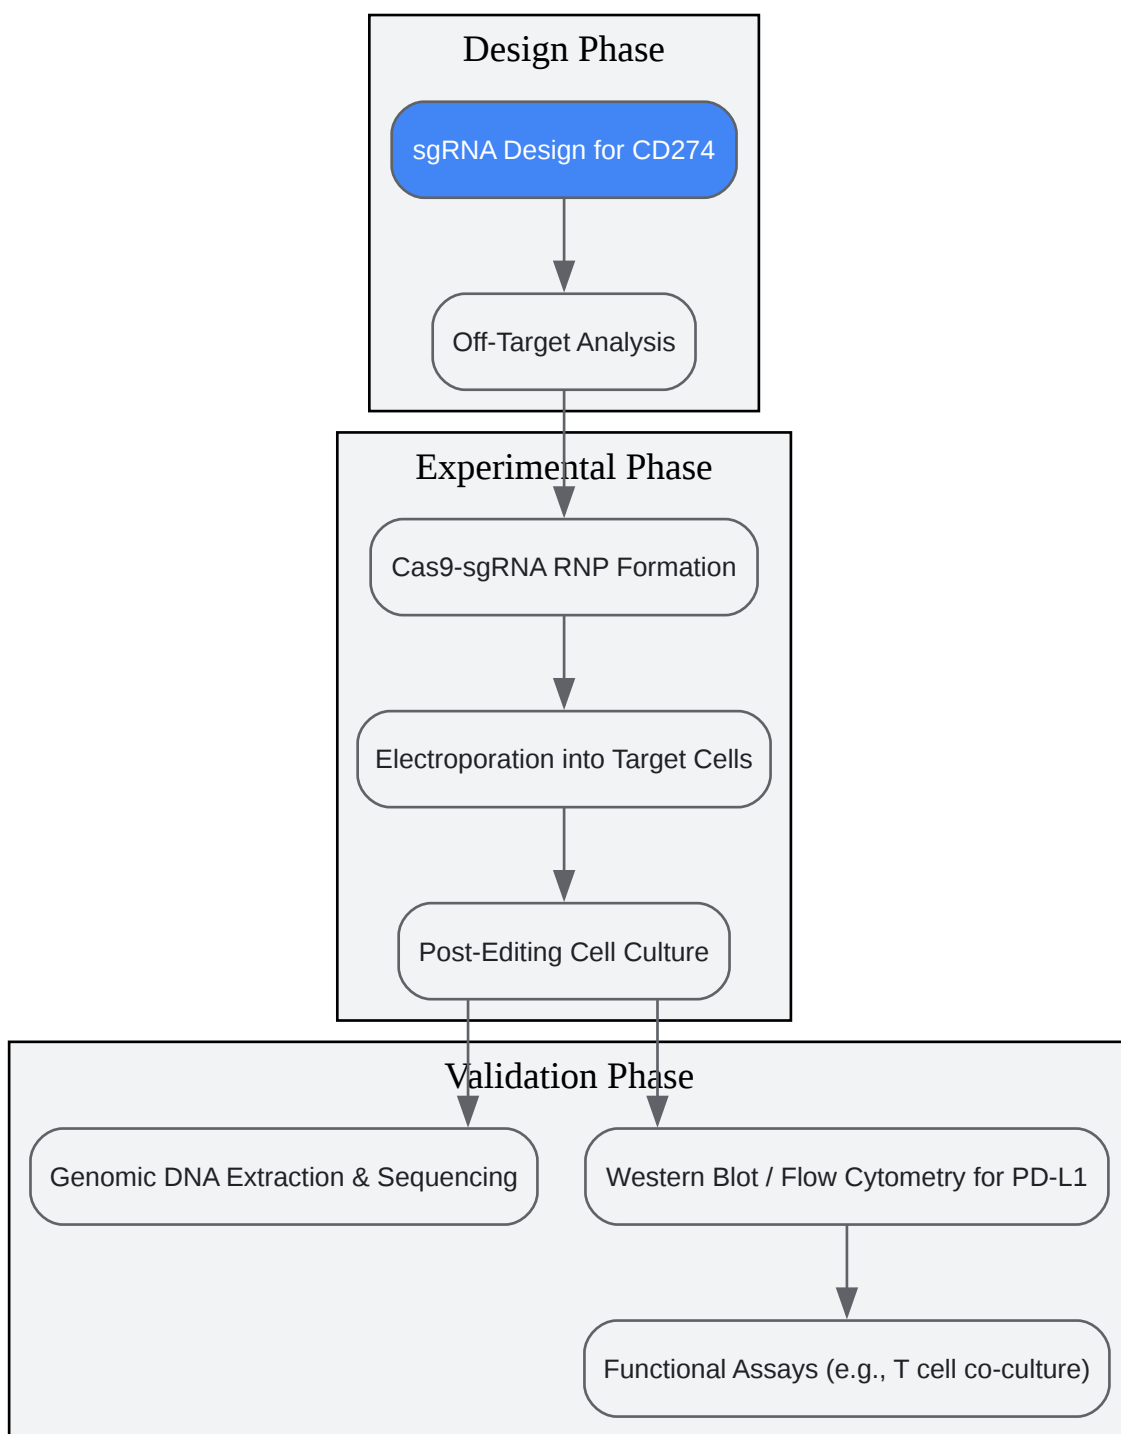 Design Phase
sgRNA Design for CD274
Off-Target Analysis
Experimental Phase
Cas9-sgRNA RNP Formation
Electroporation into Target Cells
Post-Editing Cell Culture
Validation Phase
Genomic DNA Extraction & Sequencing
Western Blot / Flow Cytometry for PD-L1
Functional Assays (e.g., T cell co-culture)